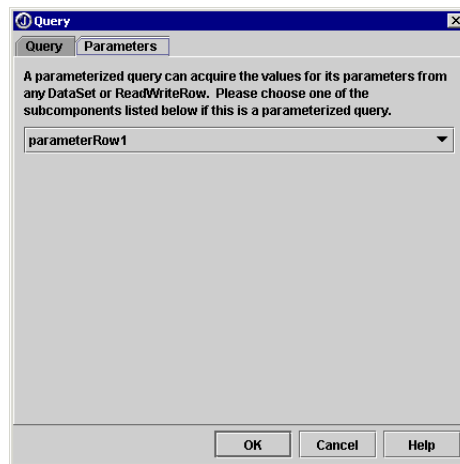 Query
Query Parameters
A parameterized query can acquire the values for its parameters from
any DataSet or ReadWriteRow. Please choose one of the
subcomponents listed below if this is a parameterized query.
parameterRow1
OK Cancel Help